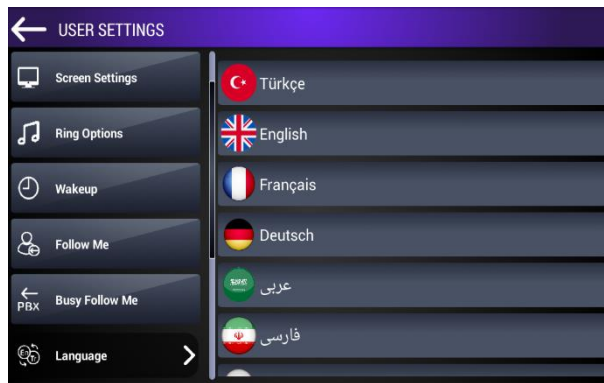 USER SETTINGS
Screen Settings
Ring Options
Wakeup
Follow Me
PBX
Busy Follow Me
Language
Türkçe
English
Français
Deutsch
عربى
فارسى